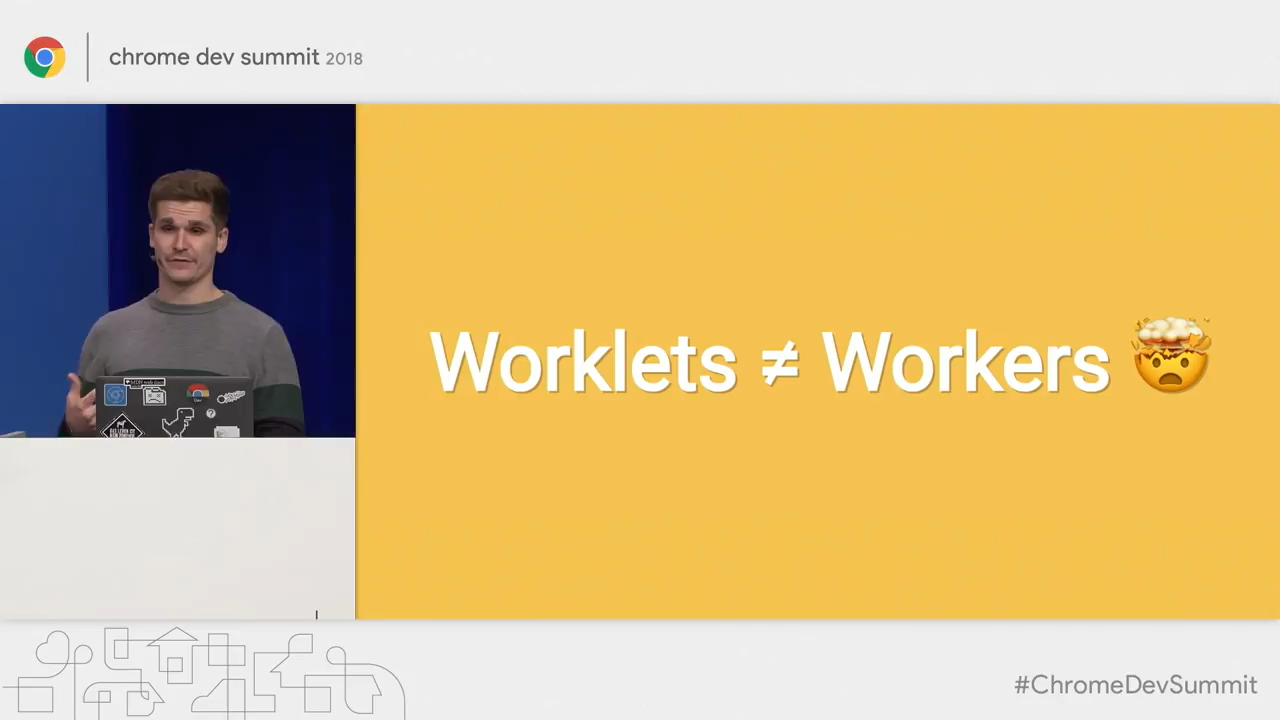 chrome dev summit 2018
Worklets ≠ Workers 🤯
#ChromeDevSummit